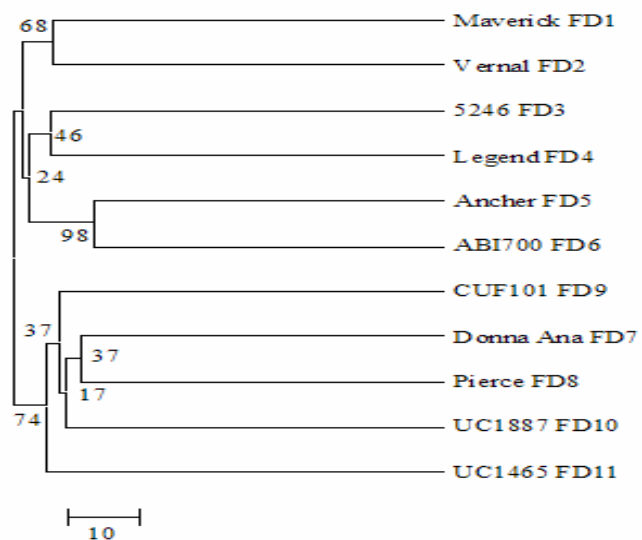 68
Maverick FD1
Vernal FD2
5246 FD3
46
Legend FD4
24
Ancher FD5
98
ABI700 FD6
CUF101 FD9
37
Donna Ana FD7
37
Pierce FD8
17
74
UC1887 FD10
UC1465 FD11
10